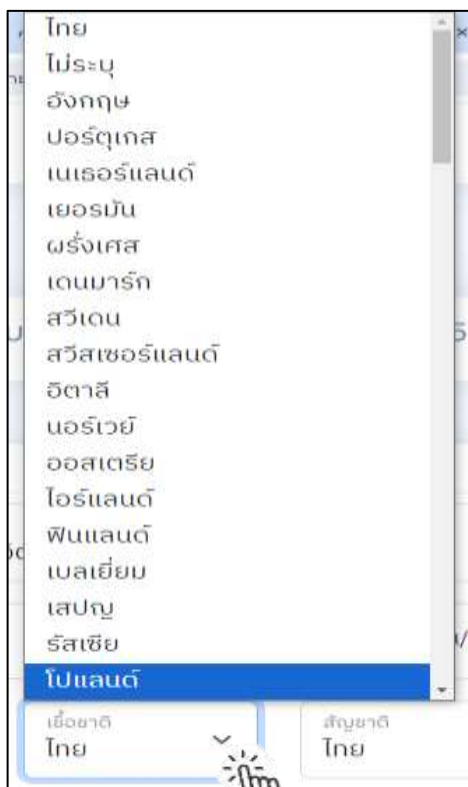 ไทย
ไม่ระบุ
อังกฤษ
ปอร์ตุเกส
เนเธอร์แลนด์
เยอรมัน
ฝรั่งเศส
เดนมาร์ก
สวีเดน
สวีสเซอร์แลนด์
อิตาลี
นอร์เวย์
ออสเตรีย
ไอร์แลนด์
ฟินแลนด์
เบลเยี่ยม
เสปญ
รัสเซีย
โปแลนด์
เชื้อชาติ
ไทย
สัญชาติ
ไทย